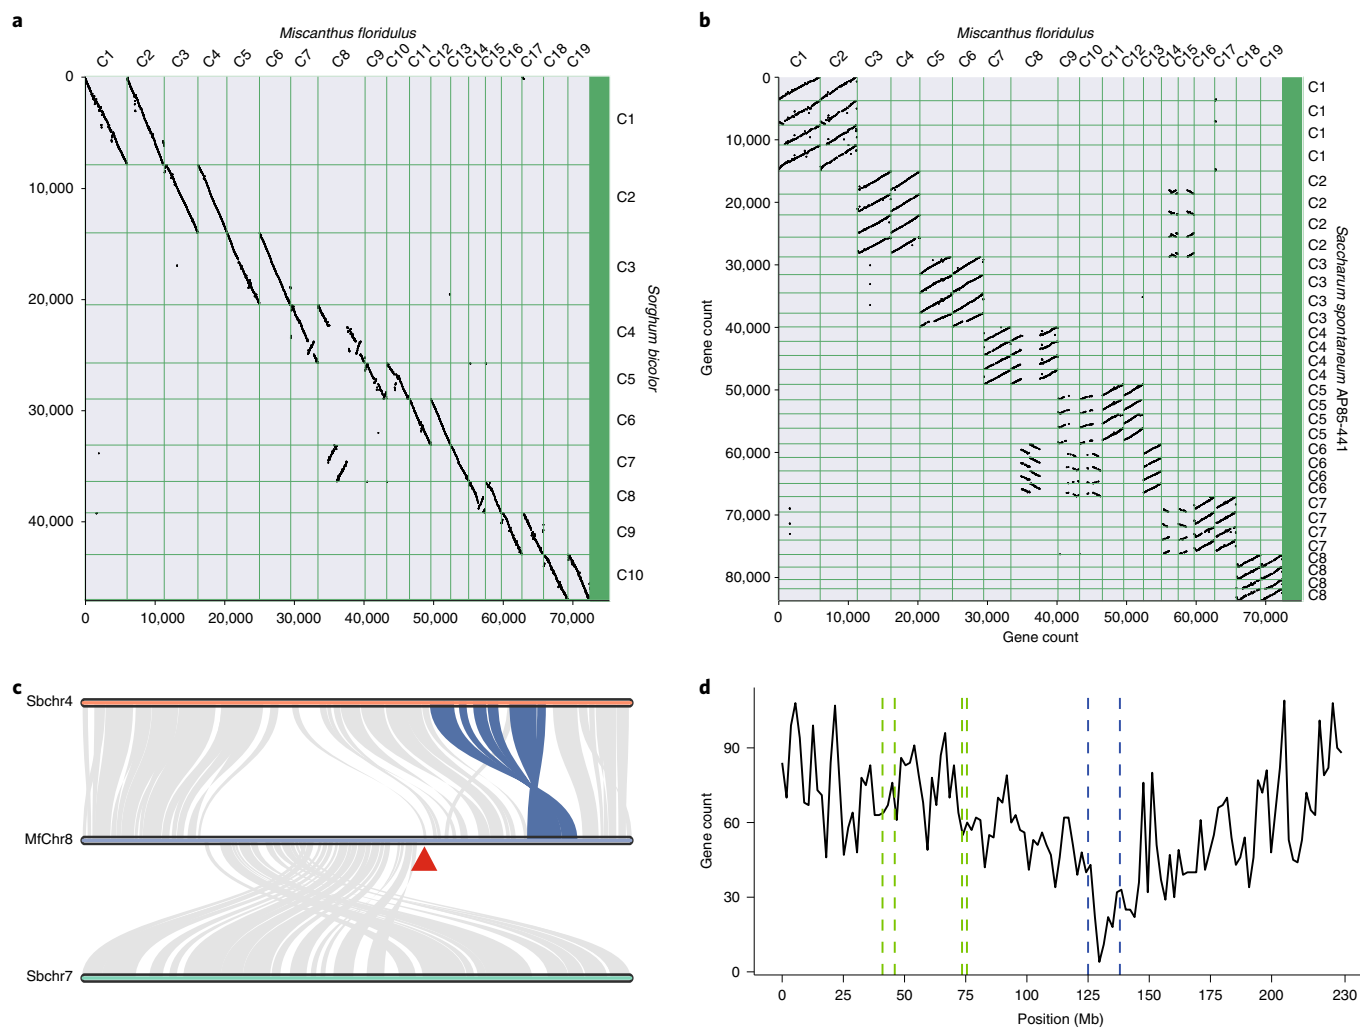 a
Miscanthus floridulus
C1 C2 C3 C4 C5 C6 C7 C8 C9 C10 C11 C12 C13 C14 C15 C16 C17 C18 C19
0
10,000
20,000
30,000
40,000
C1
C2
C3
C4
C5
C6
C7
C8
C9
C10
Sorghum bicolor
0 10,000 20,000 30,000 40,000 50,000 60,000 70,000
b
Miscanthus floridulus
C1 C2 C3 C4 C5 C6 C7 C8 C9 C10 C11 C12 C13 C14 C15 C16 C17 C18 C19
Gene count
0
10,000
20,000
30,000
40,000
50,000
60,000
70,000
80,000
C1
C1
C1
C1
C2
C2
C2
C2
C3
C3
C3
C3
C4
C4
C4
C4
C5
C5
C5
C5
C6
C6
C6
C6
C7
C7
C7
C7
C8
C8
C8
C8
Saccharum spontaneum AP85-441
0 10,000 20,000 30,000 40,000 50,000 60,000 70,000
Gene count
c
Sbchr4
MfChr8
Sbchr7
d
Gene count
90
60
30
0
0 25 50 75 100 125 150 175 200 230
Position (Mb)